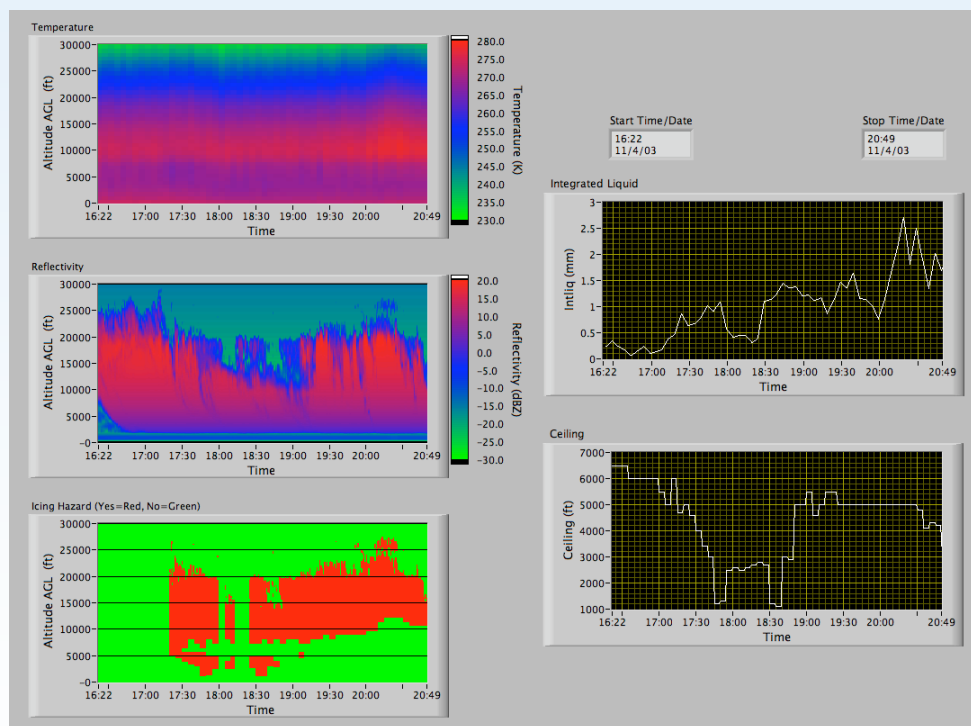 Temperature
30000
25000
20000
15000
10000
5000
0
Altitude AGL (ft)
16:22 17:00 17:30 18:00 18:30 19:00 19:30 20:00 20:49
Time
280.0
275.0
270.0
265.0
260.0
255.0
250.0
245.0
240.0
235.0
230.0
Temperature (K)
Reflectivity
30000
25000
20000
15000
10000
5000
-0
Altitude AGL (ft)
16:22 17:00 17:30 18:00 18:30 19:00 19:30 20:00 20:49
Time
20.0
15.0
10.0
5.0
0.0
-5.0
-10.0
-15.0
-20.0
-25.0
-30.0
Reflectivity (dBZ)
Icing Hazard (Yes=Red, No=Green)
30000
25000
20000
15000
10000
5000
-0
Altitude AGL (ft)
16:22 17:00 17:30 18:00 18:30 19:00 19:30 20:00 20:49
Time
Start Time/Date
16:22
11/4/03
Stop Time/Date
20:49
11/4/03
Integrated Liquid
3
2.5
2
1.5
1
0.5
0
Intliq (mm)
16:22 17:00 17:30 18:00 18:30 19:00 19:30 20:00 20:49
Time
Ceiling
7000
6000
5000
4000
3000
2000
1000
Ceiling (ft)
16:22 17:00 17:30 18:00 18:30 19:00 19:30 20:00 20:49
Time